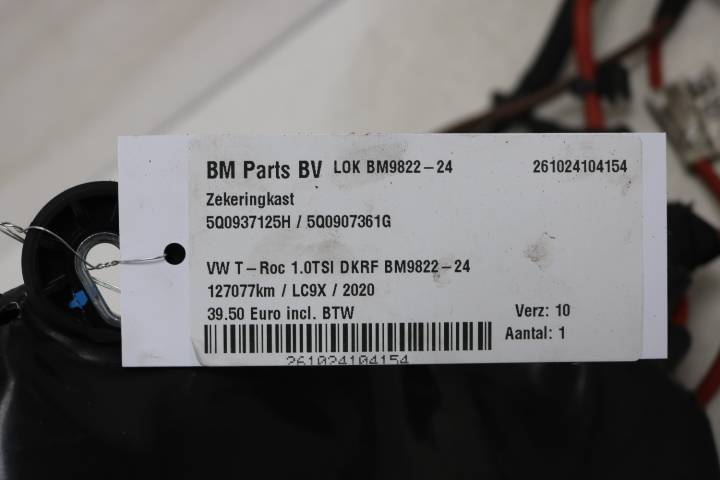 BM Parts BV LOK BM9822-24 261024104154
Zekeringkast
5Q0937125H / 5Q0907361G
VW T-Roc 1.0TSI DKRF BM9822-24
127077km / LC9X / 2020
39.50 Euro incl. BTW Verz: 10
Aantal: 1
261024104154